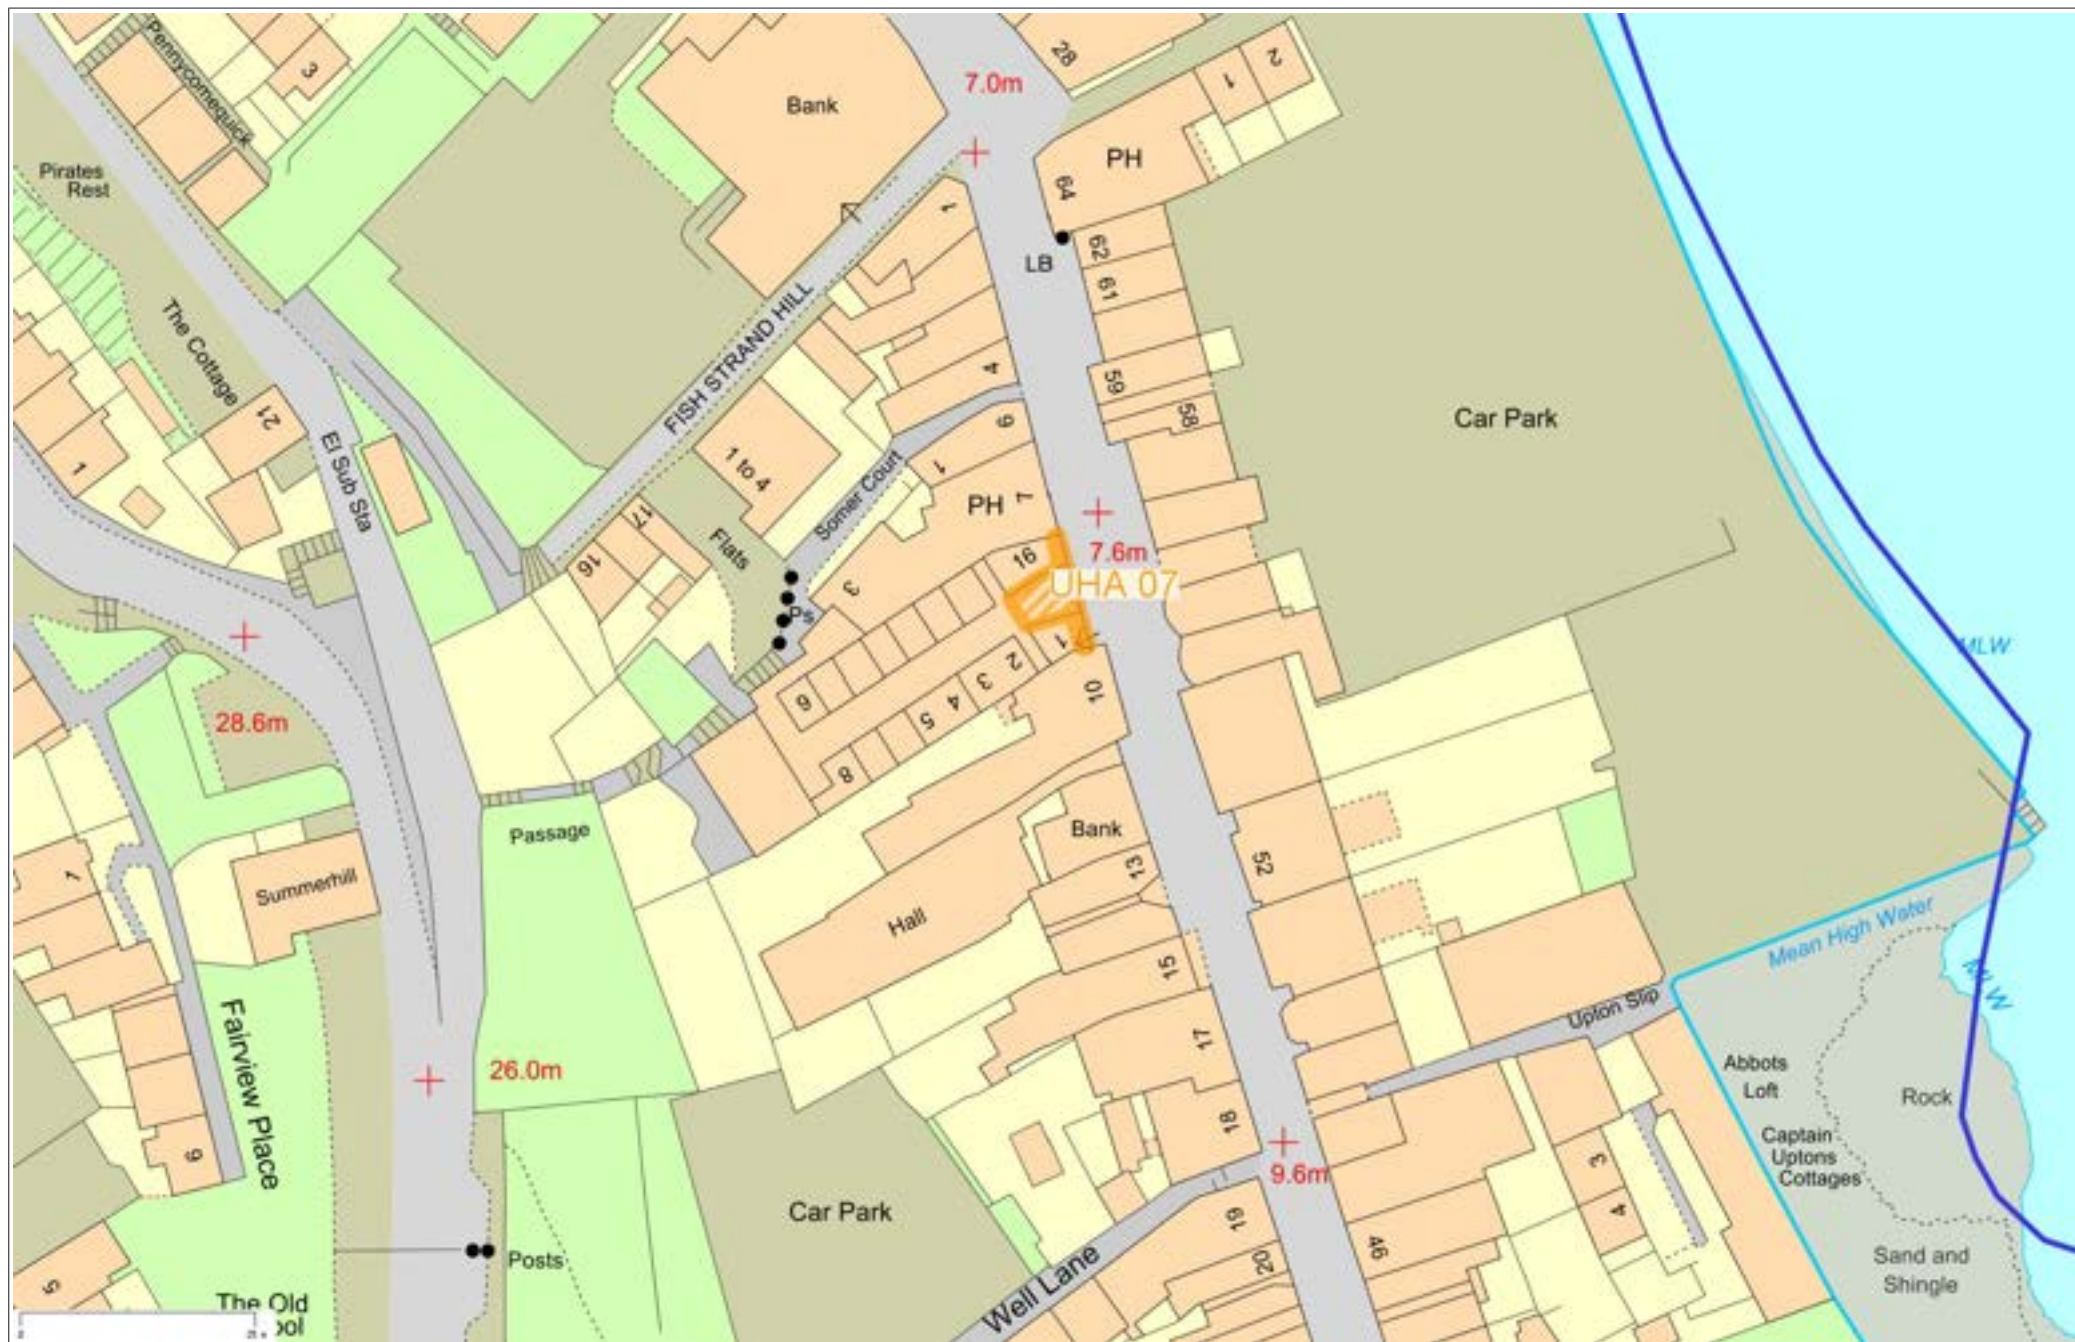 Pennycomequick
3
Bank
7.0m
28
1
2
PH
64
Pirates
Rest
1
LB
62
61
FISH STRAND HILL
The Cottage
4
59
58
Car Park
21
1
El Sub Sta
1 to 4
6
1
PH
7
Somer Court
17
16
Flats
3
16
7.6m
UHA 07
P's
1
2
3
4
5
6
8
10
MLW
28.6m
Passage
Bank
13
52
1
Summerhill
Hall
15
Mean High Water
MLW
Upton Slip
17
Fairview Place
26.0m
Abbots
Loft
Rock
18
Captain
Uptons
Cottages
9.6m
3
4
6
Car Park
19
20
46
Well Lane
Posts
Sand and
Shingle
5
The Old